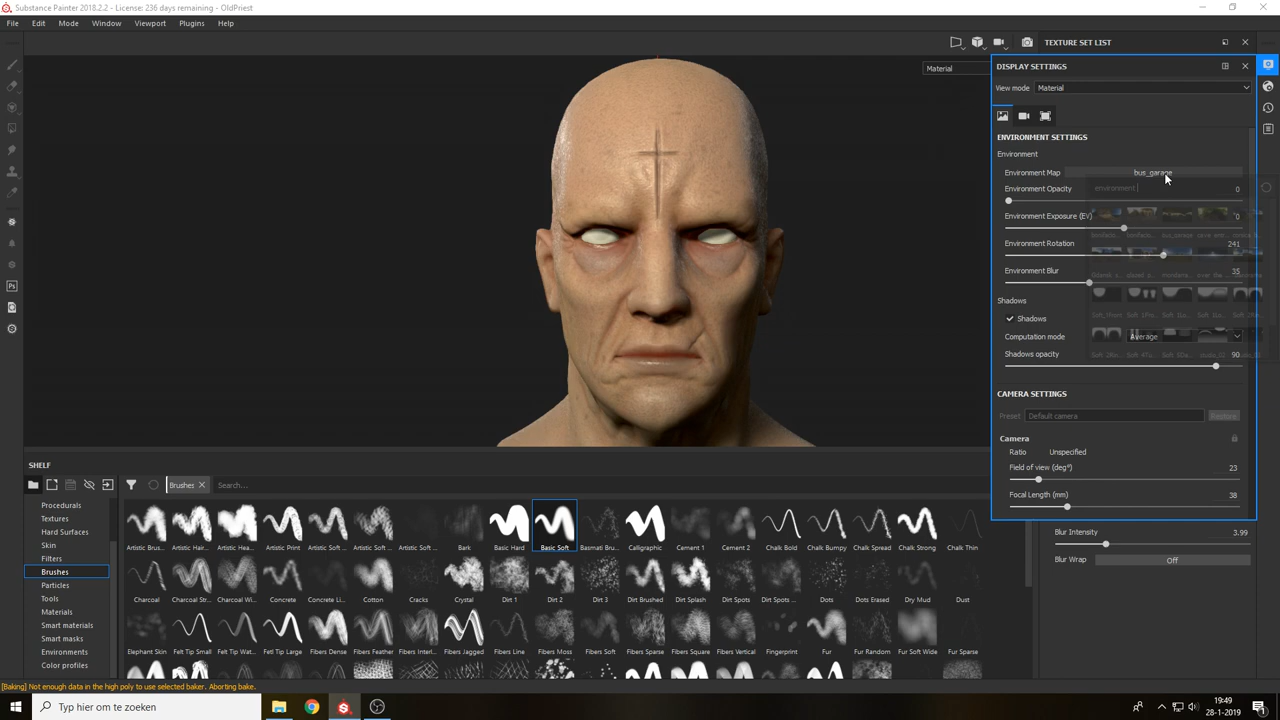 Substance Painter 2018.2.2 - License: 236 days remaining - OldPriest
File Edit Mode Window Viewport Plugins Help
TEXTURE SET LIST
Material
DISPLAY SETTINGS
View mode Material
ENVIRONMENT SETTINGS
Environment
Environment Map bus_garage
Environment Opacity 0
environment
Environment Exposure (EV) 0
Environment Rotation 241
Environment Blur 35
Shadows
Shadows
Computation mode Average
Shadows opacity 90
CAMERA SETTINGS
Preset Default camera Restore
Camera
Ratio Unspecified
Field of view (deg°) 23
Focal Length (mm) 38
Blur Intensity 3.99
Blur Wrap Off
SHELF
Brushes Search...
Procedurals
Textures
Hard Surfaces
Skin
Filters
Brushes
Particles
Tools
Materials
Smart materials
Smart masks
Environments
Color profiles
Artistic Brus... Artistic Hair... Artistic Hea... Artistic Print Artistic Soft ... Artistic Soft ... Artistic Soft ... Bark Basic Hard Basic Soft Basmati Bru... Calligraphic Cement 1 Cement 2 Chalk Bold Chalk Bumpy Chalk Spread Chalk Strong Chalk Thin
Charcoal Charcoal Str... Charcoal Wi... Concrete Concrete Li... Cotton Cracks Crystal Dirt 1 Dirt 2 Dirt 3 Dirt Brushed Dirt Splash Dirt Spots Dirt Spots ... Dots Dots Erased Dry Mud Dust
Elephant Skin Felt Tip Small Felt Tip Wat... Felt Tip Large Fibers Dense Fibers Feather Fibers Interl... Fibers Jagged Fibers Line Fibers Moss Fibers Soft Fibers Sparse Fibers Square Fibers Vertical Fingerprint Fur Fur Random Fur Soft Wide Fur Sparse
[Baking] Not enough data in the high poly to use selected baker. Aborting bake.
Typ hier om te zoeken
19:49
28-1-2019